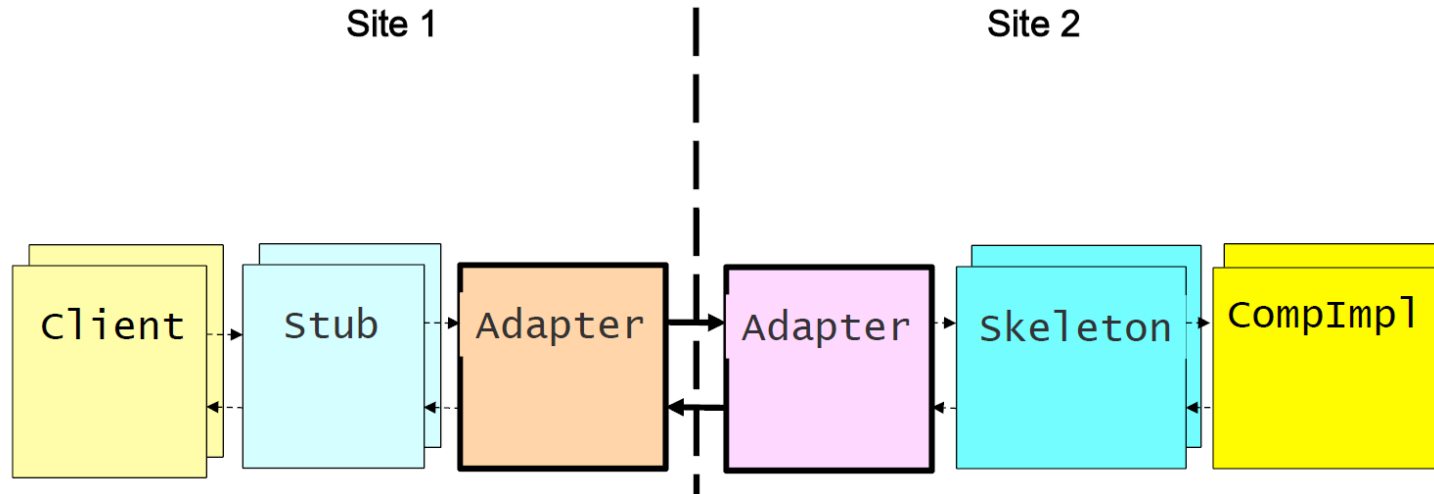 Site 1
Site 2
Client
Stub
Adapter
Adapter
Skeleton
CompImpl